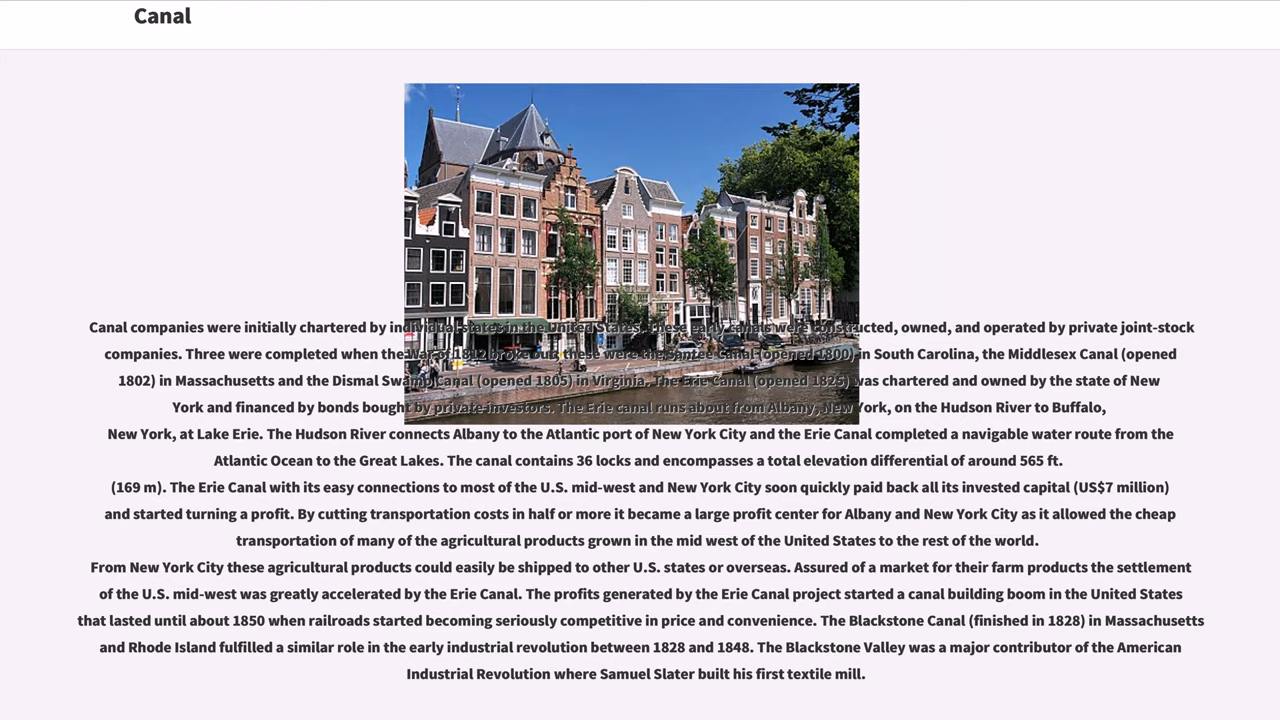 Canal
Canal companies were initially chartered by individual states in the United States. These early canals were constructed, owned, and operated by private joint-stock
companies. Three were completed when the War of 1812 broke out; these were the Santee Canal (opened 1800) in South Carolina, the Middlesex Canal (opened
1802) in Massachusetts and the Dismal Swamp Canal (opened 1805) in Virginia. The Erie Canal (opened 1825) was chartered and owned by the state of New
York and financed by bonds bought by private investors. The Erie canal runs about from Albany, New York, on the Hudson River to Buffalo,
New York, at Lake Erie. The Hudson River connects Albany to the Atlantic port of New York City and the Erie Canal completed a navigable water route from the
Atlantic Ocean to the Great Lakes. The canal contains 36 locks and encompasses a total elevation differential of around 565 ft.
(169 m). The Erie Canal with its easy connections to most of the U.S. mid-west and New York City soon quickly paid back all its invested capital (US$7 million)
and started turning a profit. By cutting transportation costs in half or more it became a large profit center for Albany and New York City as it allowed the cheap
transportation of many of the agricultural products grown in the mid west of the United States to the rest of the world.
From New York City these agricultural products could easily be shipped to other U.S. states or overseas. Assured of a market for their farm products the settlement
of the U.S. mid-west was greatly accelerated by the Erie Canal. The profits generated by the Erie Canal project started a canal building boom in the United States
that lasted until about 1850 when railroads started becoming seriously competitive in price and convenience. The Blackstone Canal (finished in 1828) in Massachusetts
and Rhode Island fulfilled a similar role in the early industrial revolution between 1828 and 1848. The Blackstone Valley was a major contributor of the American
Industrial Revolution where Samuel Slater built his first textile mill.